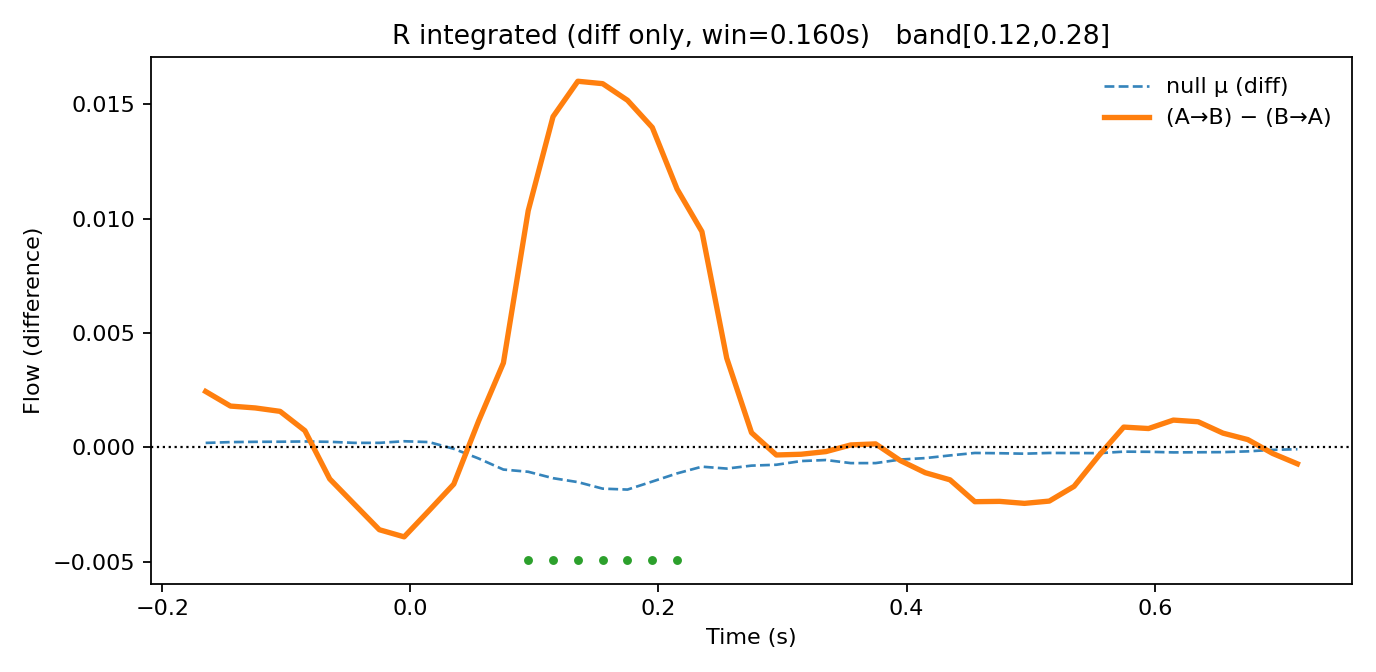 R integrated (diff only, win=0.160s)   band[0.12,0.28]
null μ (diff)
(A→B) − (B→A)
0.015
0.010
0.005
0.000
−0.005
Flow (difference)
−0.2
0.0
0.2
0.4
0.6
Time (s)